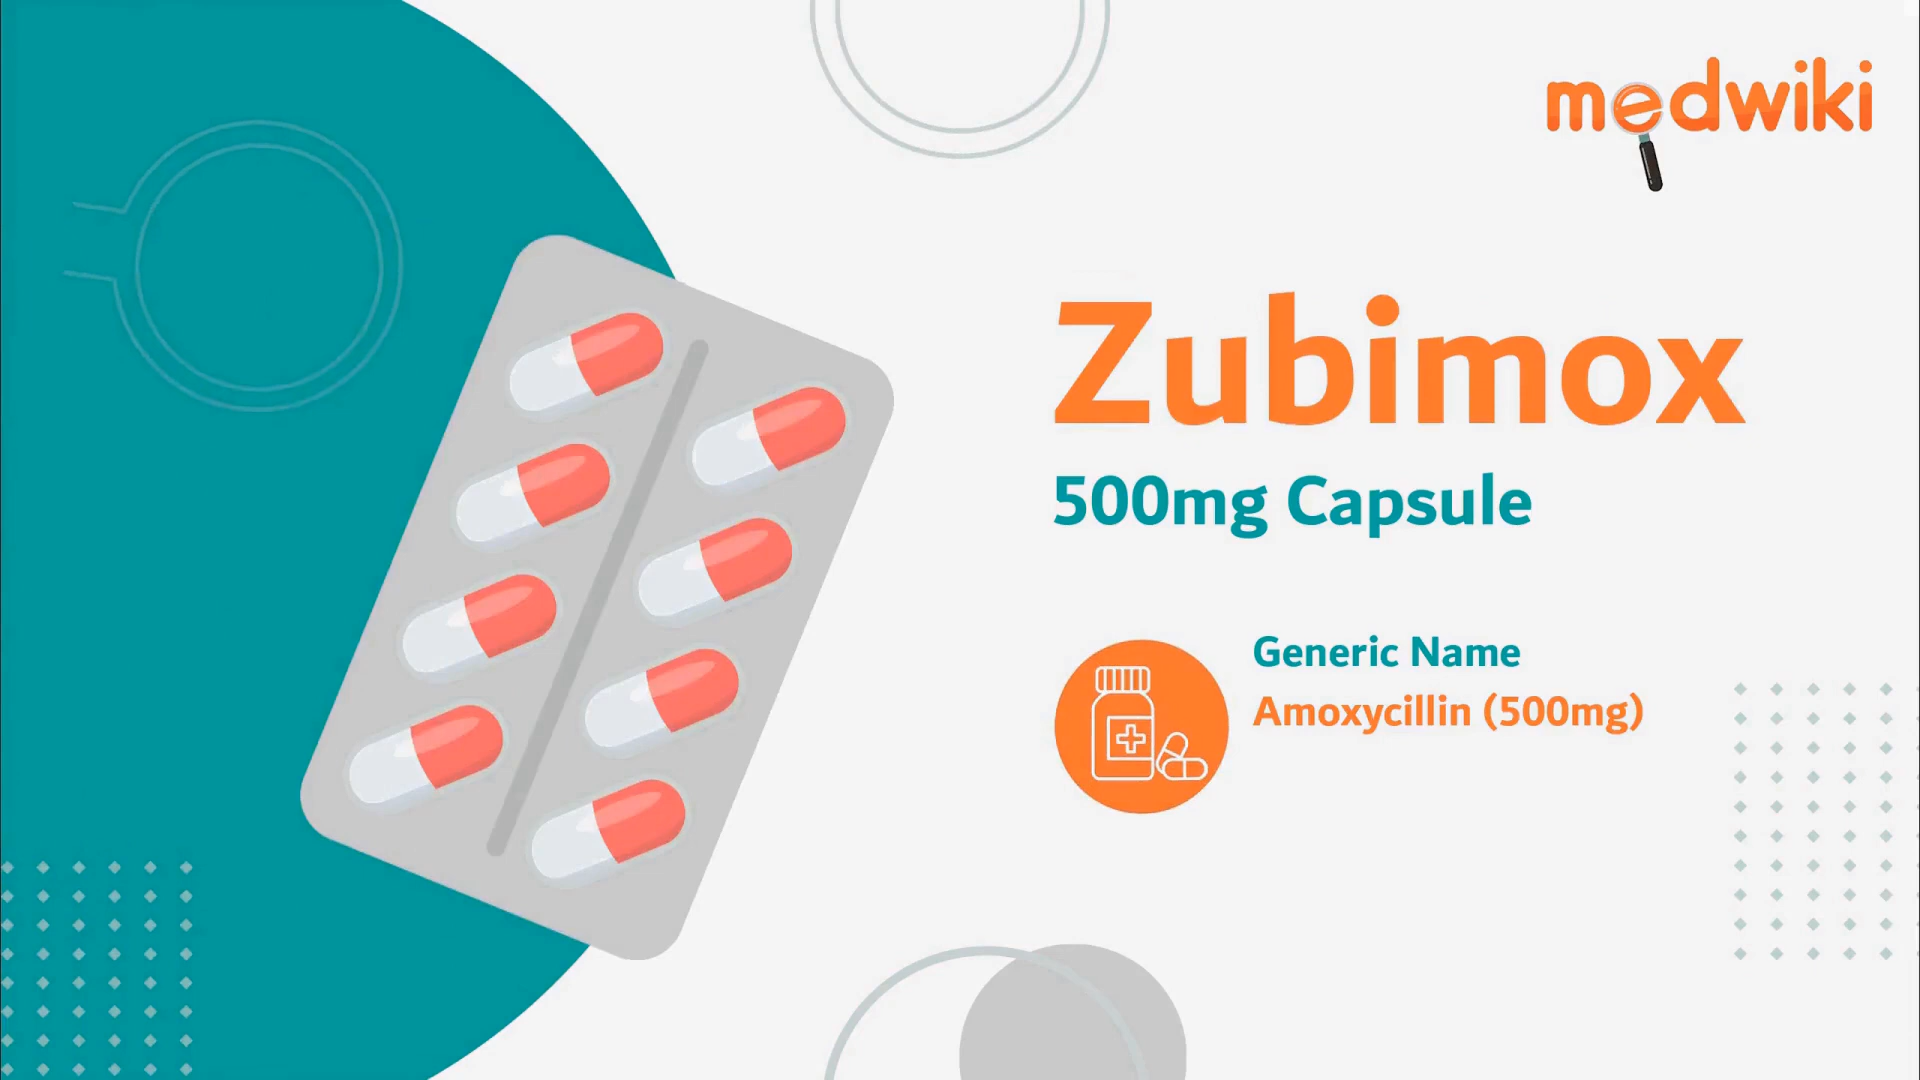 medwiki
Zubimox
500mg Capsule
Generic Name
Amoxycillin (500mg)